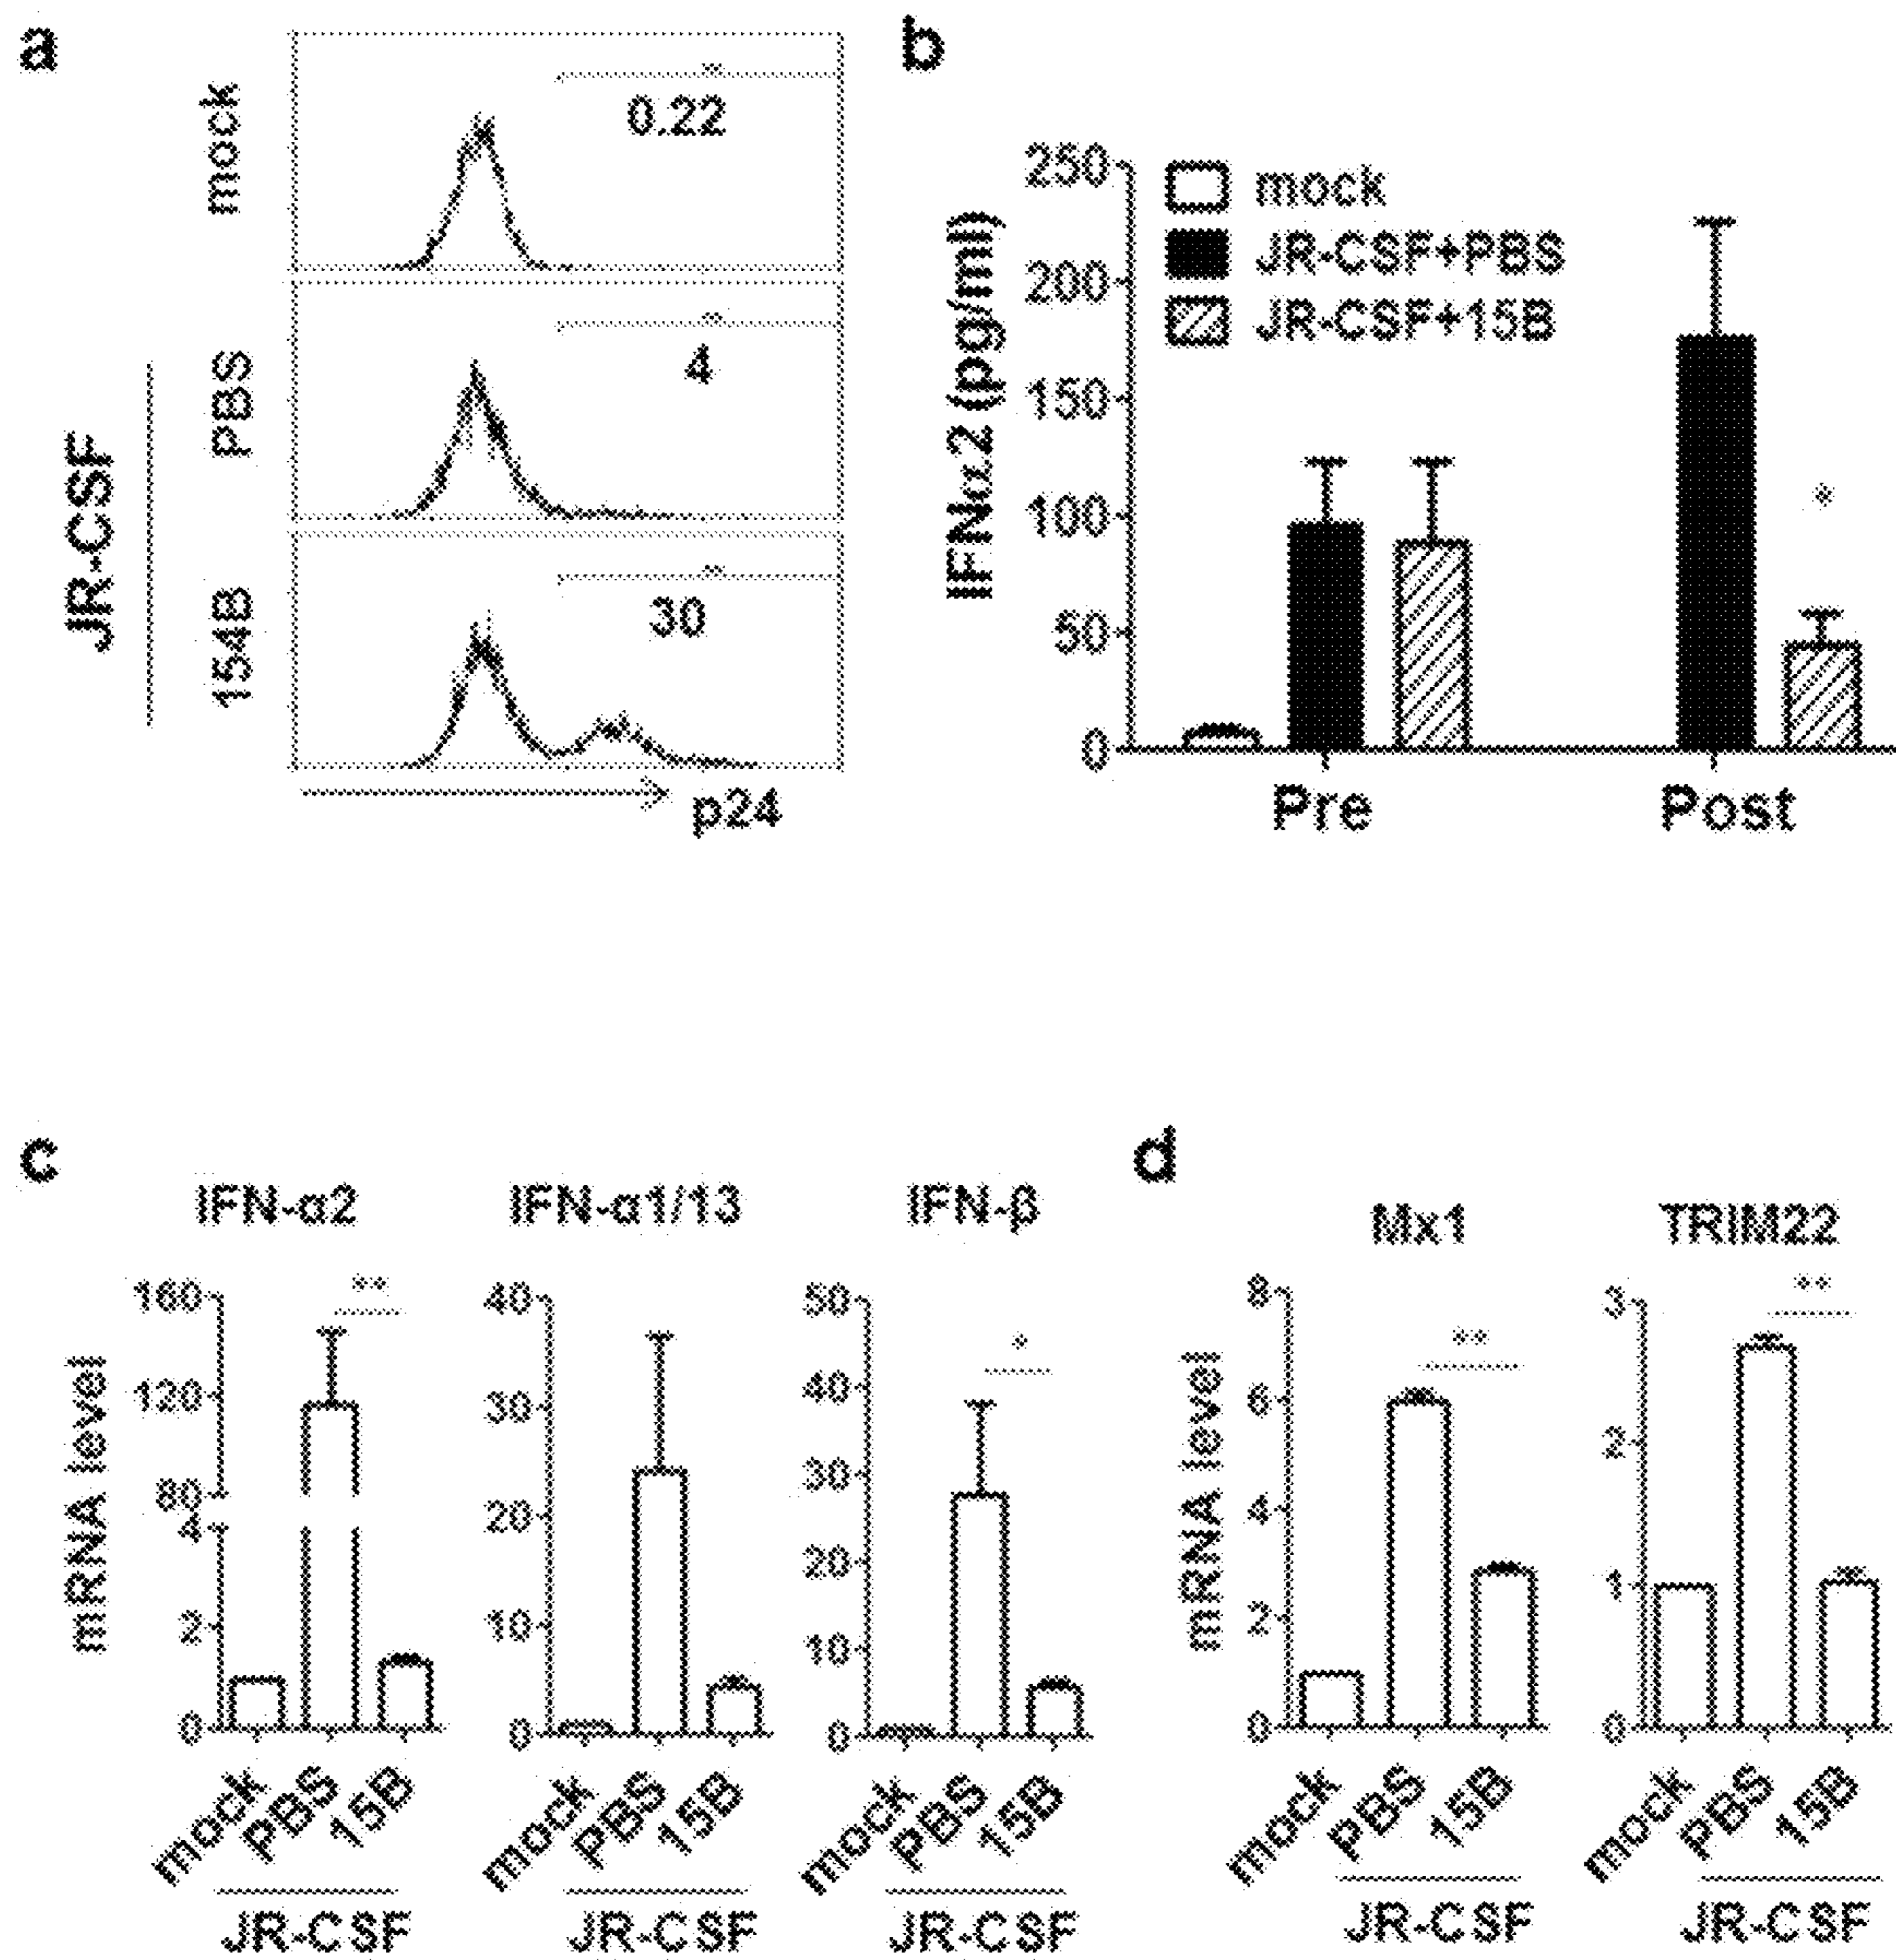 a
mock
0.22
JR-CSF
PBS
4
154B
30
p24
b
IFNα2 (pg/ml)
250
200
150
100
50
0
mock
JR-CSF+PBS
JR-CSF+15B
*
Pre
Post
c
mRNA level
IFN-α2
160
120
80
4
2
0
**
mock
PBS
15B
JR-CSF
IFN-α1/13
40
30
20
10
0
mock
PBS
15B
JR-CSF
IFN-β
50
40
30
20
10
0
*
mock
PBS
15B
JR-CSF
d
mRNA level
Mx1
8
6
4
2
0
**
mock
PBS
15B
JR-CSF
TRIM22
3
2
1
0
**
mock
PBS
15B
JR-CSF